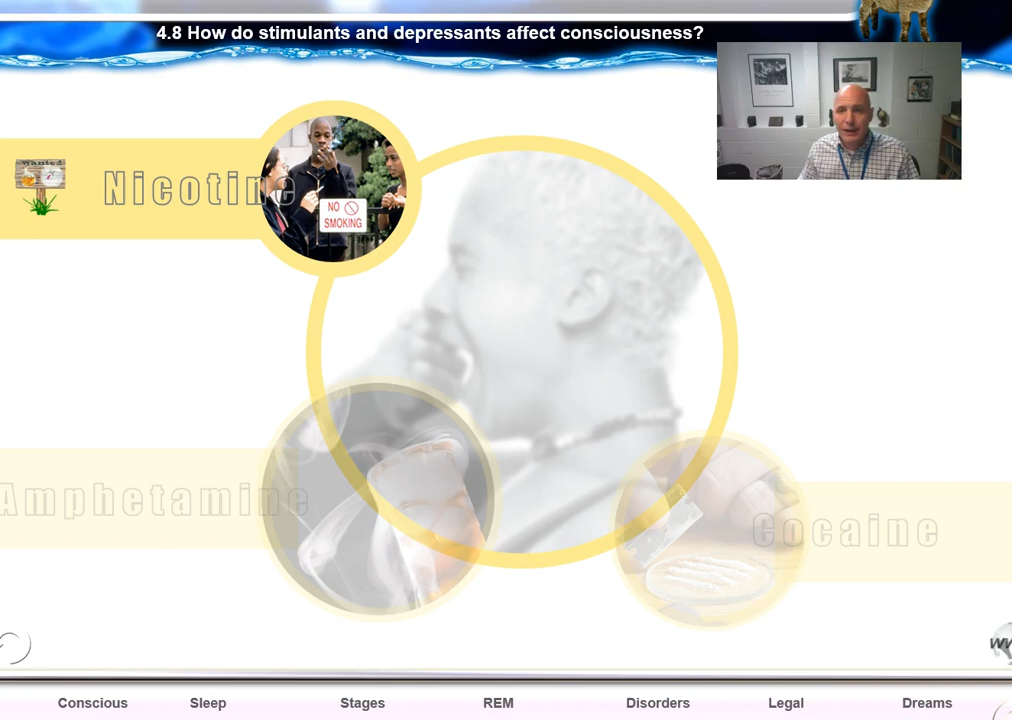 4.8 How do stimulants and depressants affect consciousness?
Wanted
Nicotine
NO
SMOKING
Amphetamine
Cocaine
Conscious Sleep Stages REM Disorders Legal Dreams